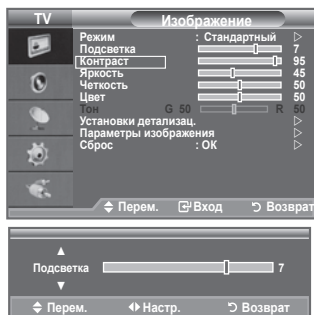 TV Изображение
Режим : Стандартный
Подсветка 7
Контраст 95
Яркость 45
Четкость 50
Цвет 50
Тон G 50 R 50
Установки детализац.
Параметры изображения
Сброс : OK
Перем. Вход Возврат
Подсветка 7
Перем. Настр. Возврат